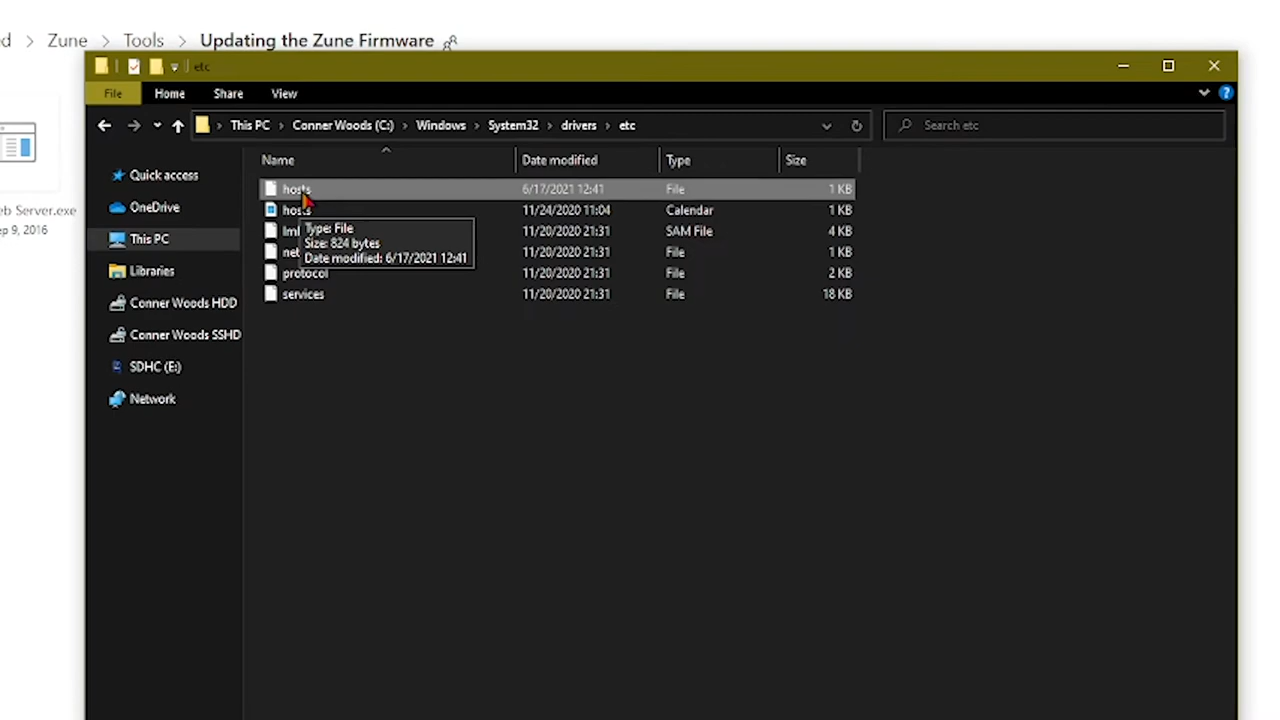 d > Zune > Tools > Updating the Zune Firmware
etc
File Home Share View
This PC > Conner Woods (C:) > Windows > System32 > drivers > etc
Search etc
Name Date modified Type Size
Quick access
OneDrive
This PC
Libraries
Conner Woods HDD
Conner Woods SSHD
SDHC (E:)
Network
hosts 6/17/2021 12:41 File 1 KB
hosts 11/24/2020 11:04 Calendar 1 KB
lml 11/20/2020 21:31 SAM File 4 KB
net 11/20/2020 21:31 File 1 KB
protocol 11/20/2020 21:31 File 2 KB
services 11/20/2020 21:31 File 18 KB
Type: File
Size: 824 bytes
Date modified: 6/17/2021 12:41
eb Server.exe
ep 9, 2016